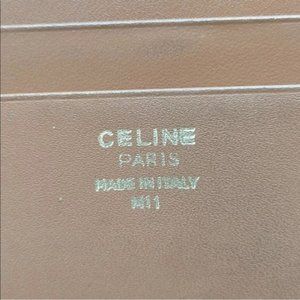 CELINE
PARIS
MADE IN ITALY
M11